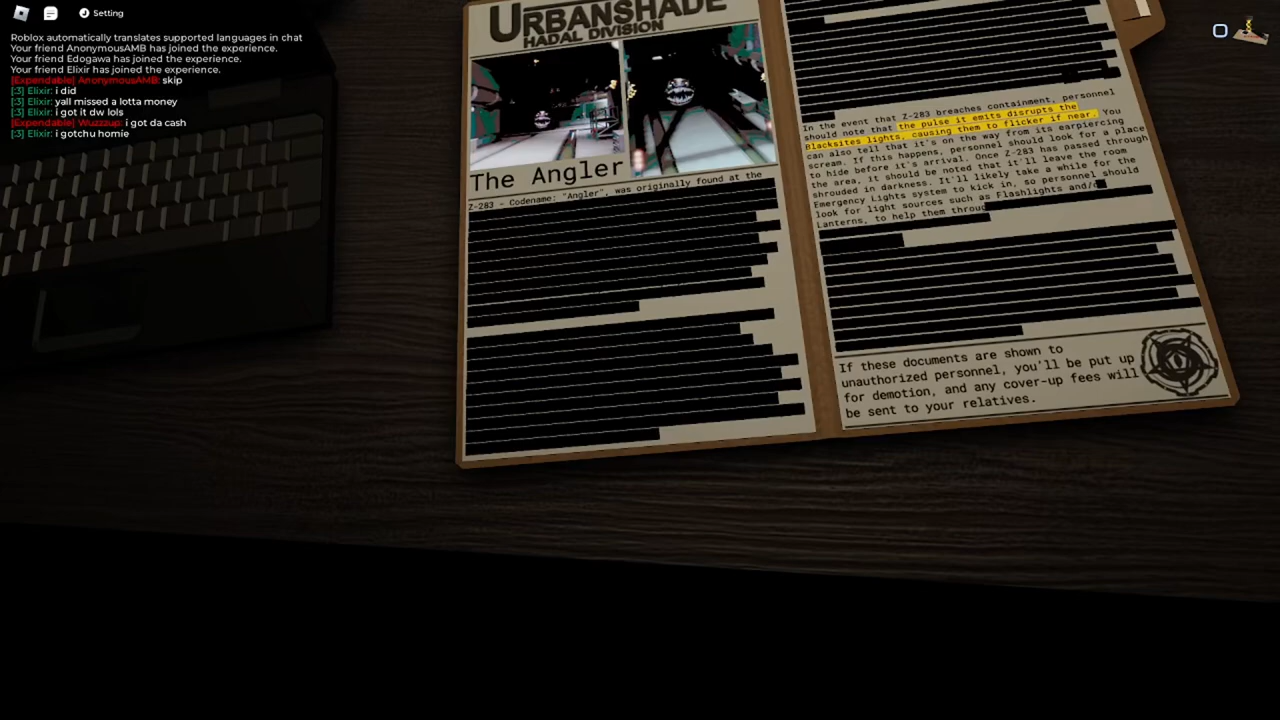 Setting
Roblox automatically translates supported languages in chat
Your friend AnonymousAMB has joined the experience.
Your friend Edogawa has joined the experience.
Your friend Elixir has joined the experience.
[Expendable] AnonymousAMB: skip
[:3] Elixir: i did
[:3] Elixir: yall missed a lotta money
[:3] Elixir: i got it dw lols
[Expendable] Wuzzzup: i got da cash
[:3] Elixir: i gotchu homie
URBANSHADE
HADAL DIVISION
The Angler
Z-283 - Codename: "Angler", was originally found at the
In the event that Z-283 breaches containment, personnel
should note that the pulse it emits disrupts the
Blacksites lights, causing them to flicker if near. You
can also tell that it's on the way from its earpiercing
scream. If this happens, personnel should look for a place
to hide before it's arrival. Once Z-283 has passed through
the area, it should be noted that it'll leave the room
shrouded in darkness. It'll likely take a while for the
Emergency Lights system to kick in, so personnel should
look for light sources such as Flashlights and/
Lanterns, to help them throug
If these documents are shown to
unauthorized personnel, you'll be put up
for demotion, and any cover-up fees will
be sent to your relatives.